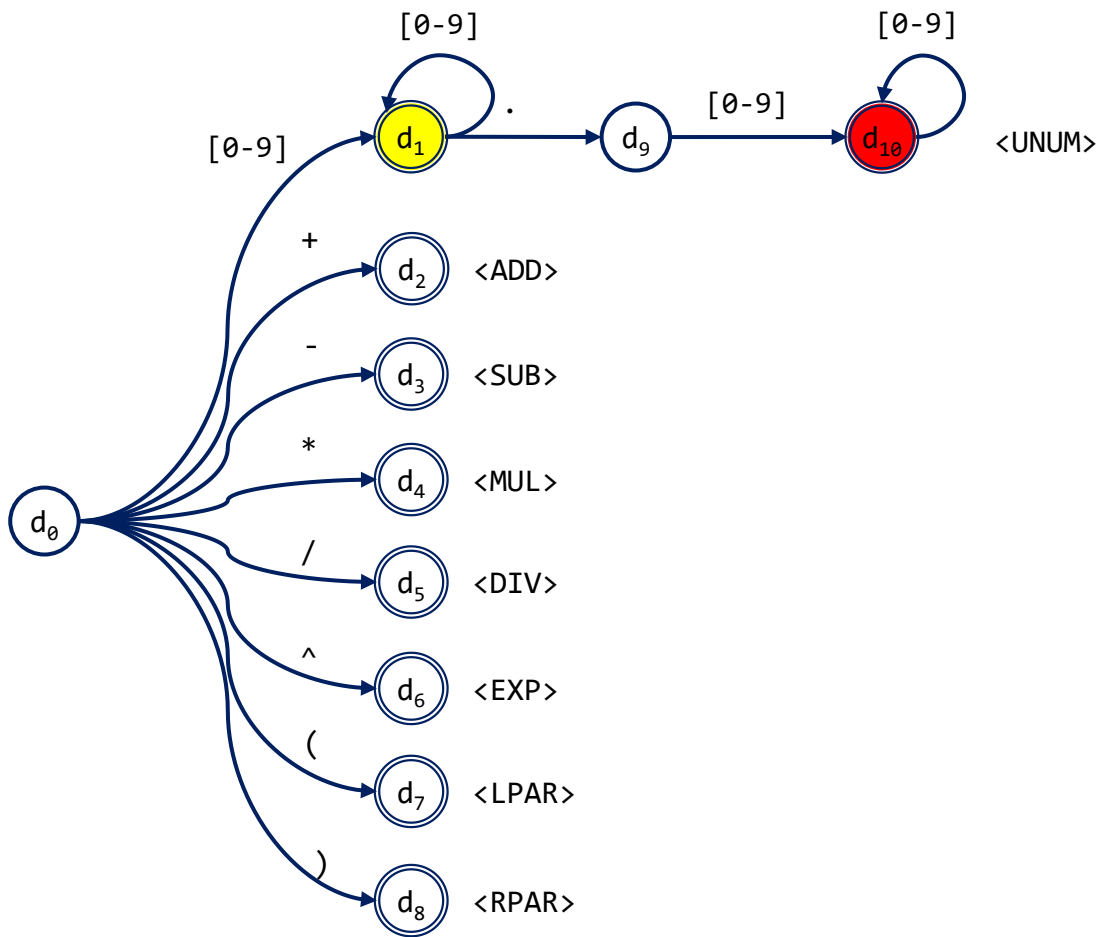 [0-9] [0-9]
. [0-9]
[0-9] d₁ d₉ d₁₀ <UNUM>
+
d₂ <ADD>
-
d₃ <SUB>
*
d₄ <MUL>
d₀
/
d₅ <DIV>
^
d₆ <EXP>
(
d₇ <LPAR>
)
d₈ <RPAR>